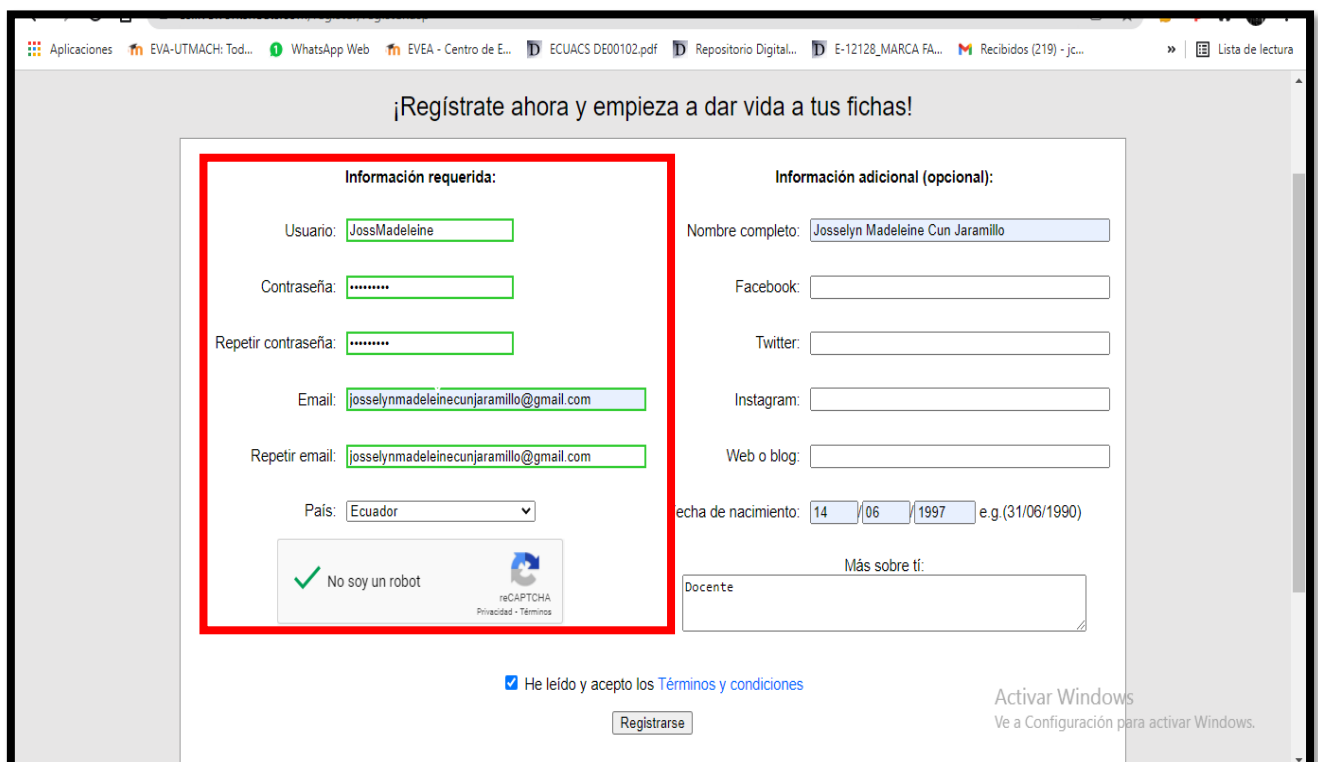 Aplicaciones EVA-UTMACH: Tod... WhatsApp Web EVEA - Centro de E... ECUACS DE00102.pdf Repositorio Digital... E-12128_MARCA FA... Recibidos (219) - jc... » Lista de lectura
¡Regístrate ahora y empieza a dar vida a tus fichas!
Información requerida:
Usuario: JossMadeleine
Contraseña: •••••••••
Repetir contraseña: •••••••••
Email: josselynmadeleinecunjaramillo@gmail.com
Repetir email: josselynmadeleinecunjaramillo@gmail.com
País: Ecuador
No soy un robot
reCAPTCHA
Privacidad - Términos
Información adicional (opcional):
Nombre completo: Josselyn Madeleine Cun Jaramillo
Facebook:
Twitter:
Instagram:
Web o blog:
echa de nacimiento: 14 / 06 / 1997 e.g.(31/06/1990)
Más sobre tí:
Docente
He leído y acepto los Términos y condiciones
Registrarse
Activar Windows
Ve a Configuración para activar Windows.